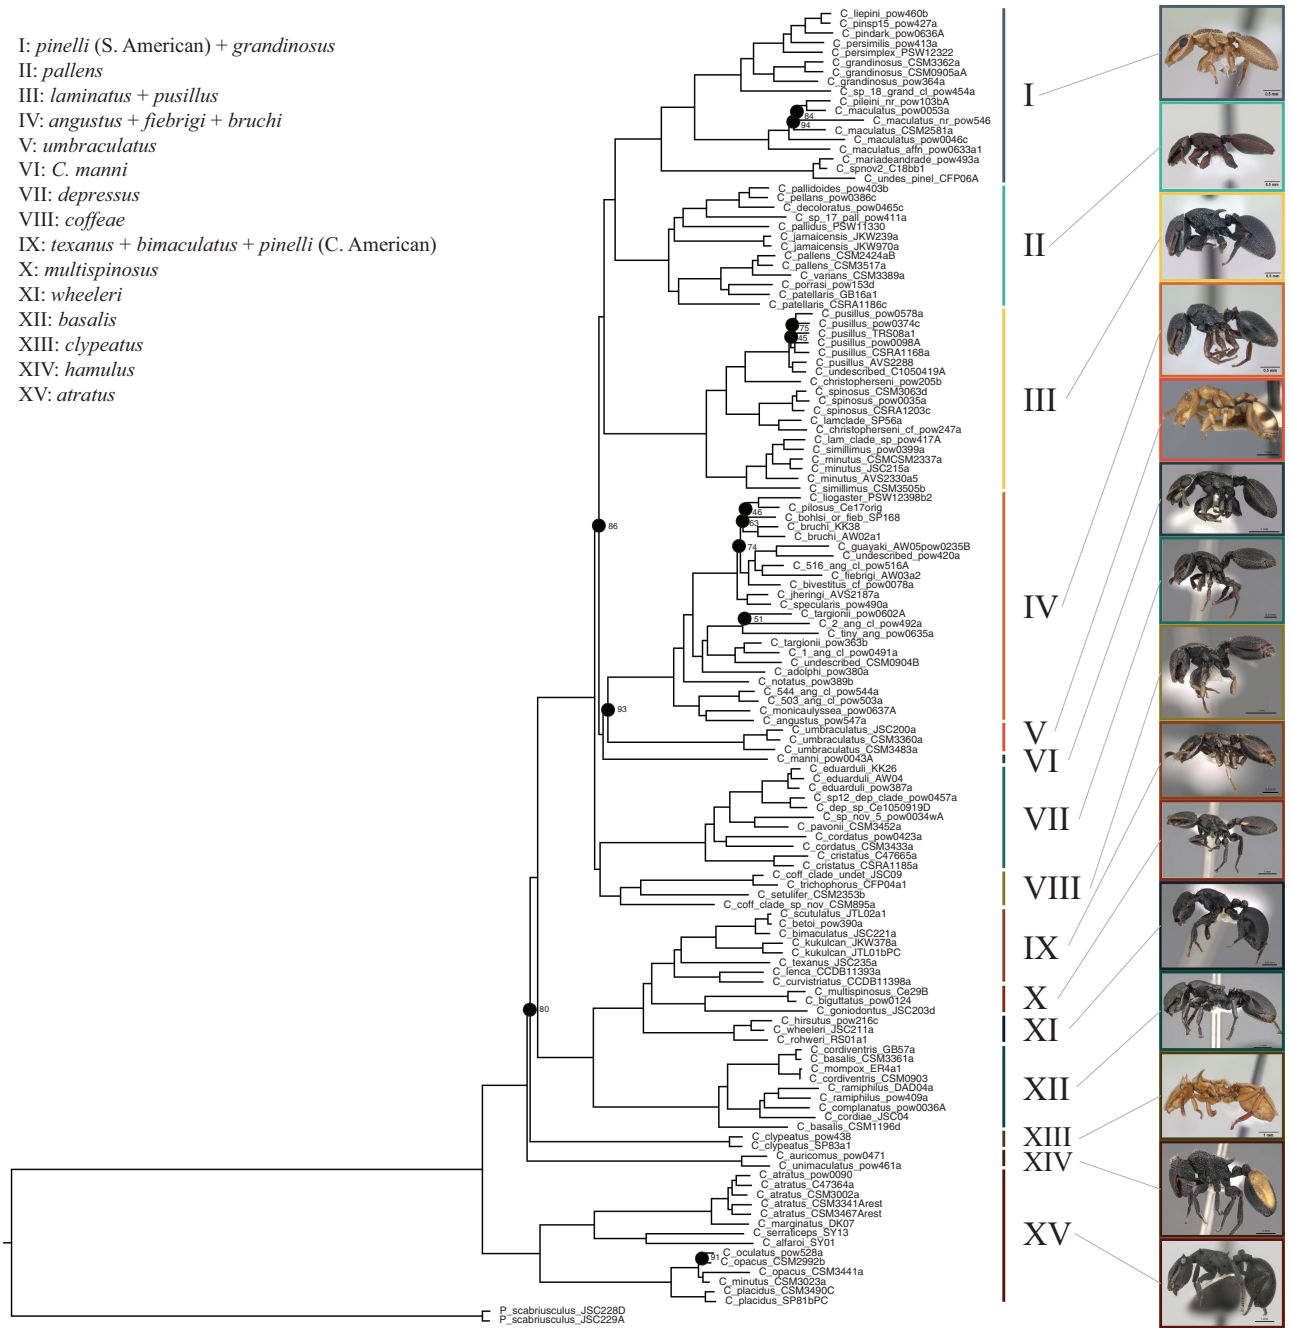 I: pinelli (S. American) + grandinosus
II: pallens
III: laminatus + pusillus
IV: angustus + fiebrigi + bruchi
V: umbraculatus
VI: C. manni
VII: depressus
VIII: coffeae
IX: texanus + bimaculatus + pinelli (C. American)
X: multispinosus
XI: wheeleri
XII: basalis
XIII: clypeatus
XIV: hamulus
XV: atratus
C_liepini_pow460b
C_pinsp15_pow427a
C_pindark_pow0636A
C_persimilis_pow413a
C_persimplex_PSW12322
C_grandinosus_CSM3362a
C_grandinosus_CSM0905aA
C_grandinosus_pow364a
C_sp_18_grand_cl_pow454a
C_pileini_nr_pow103bA
C_maculatus_pow0053a
84
C_maculatus_nr_pow546
94
C_maculatus_CSM2581a
C_maculatus_pow0046c
C_maculatus_affn_pow0633a1
C_mariadeandrade_pow493a
C_spnov2_C18bb1
C_undes_pinel_CFP06A
I
C_pallidoides_pow403b
C_pellans_pow0386c
C_decoloratus_pow0465c
C_sp_17_pall_pow411a
C_pallidus_PSW11330
C_jamaicensis_JKW239a
C_jamaicensis_JKW970a
C_pallens_CSM2424aB
C_pallens_CSM3517a
C_varians_CSM3389a
C_porrasi_pow153d
C_patellaris_GB16a1
C_patellaris_CSRA1186c
II
C_pusillus_pow0578a
C_pusillus_pow0374c
75
C_pusillus_TRS08a1
45
C_pusillus_pow0098A
C_pusillus_CSRA1168a
C_pusillus_AVS2288
C_undescribed_C1050419A
C_christopherseni_pow205b
C_spinosus_CSM3063d
C_spinosus_pow0035a
C_spinosus_CSRA1203c
C_lamclade_SP56a
C_christopherseni_cf_pow247a
C_lam_clade_sp_pow417A
C_simillimus_pow0399a
C_minutus_CSMCSM2337a
C_minutus_JSC215a
C_minutus_AVS2330a5
C_simillimus_CSM3505b
III
C_liogaster_PSW12398b2
C_pilosus_Ce17orig
46
C_bohlsi_or_fieb_SP168
63
C_bruchi_KK38
C_bruchi_AW02a1
86
C_guayaki_AW05pow0235B
74
C_undescribed_pow420a
C_516_ang_cl_pow516A
C_fiebrigi_AW03a2
C_bivestitus_cf_pow0078a
C_jheringi_AVS2187a
C_specularis_pow490a
C_targionii_pow0602A
51
C_2_ang_cl_pow492a
C_tiny_ang_pow0635a
C_targionii_pow363b
C_1_ang_cl_pow0491a
C_undescribed_CSM0904B
C_adolphi_pow380a
C_notatus_pow389b
C_544_ang_cl_pow544a
C_503_ang_cl_pow503a
93
C_monicaulyssea_pow0637A
C_angustus_pow547a
IV
C_umbraculatus_JSC200a
C_umbraculatus_CSM3360a
C_umbraculatus_CSM3483a
V
C_manni_pow0043A
VI
C_eduarduli_KK26
C_eduarduli_AW04
C_eduarduli_pow387a
C_sp12_dep_clade_pow0457a
C_dep_sp_Ce1050919D
C_sp_nov_5_pow0034wA
C_pavonii_CSM3452a
C_cordatus_pow0423a
C_cordatus_CSM3433a
C_cristatus_C47665a
C_cristatus_CSRA1185a
VII
C_coff_clade_undet_JSC09
C_trichophorus_CFP04a1
C_setulifer_CSM2353b
C_coff_clade_sp_nov_CSM895a
VIII
C_scutulatus_JTL02a1
C_betoi_pow390a
C_bimaculatus_JSC221a
C_kukulcan_JKW378a
C_kukulcan_JTL01bPC
C_texanus_JSC235a
C_lenca_CCDB11393a
C_curvistriatus_CCDB11398a
IX
C_multispinosus_Ce29B
C_biguttatus_pow0124
C_goniodontus_JSC203d
X
80
C_hirsutus_pow216c
C_wheeleri_JSC211a
C_rohweri_RS01a1
XI
C_cordiventris_GB57a
C_basalis_CSM3361a
C_mompox_ER4a1
C_cordiventris_CSM0903
C_ramiphilus_DAD04a
C_ramiphilus_pow409a
C_complanatus_pow0036A
C_cordiae_JSC04
C_basalis_CSM1196d
XII
C_clypeatus_pow438
C_clypeatus_SP83a1
XIII
C_auricomus_pow0471
C_unimaculatus_pow461a
XIV
C_atratus_pow0090
C_atratus_C47364a
C_atratus_CSM3002a
C_atratus_CSM3341Arest
C_atratus_CSM3467Arest
C_marginatus_DK07
C_serraticeps_SY13
C_alfaroi_SY01
C_oculatus_pow528a
91
C_opacus_CSM2992b
C_opacus_CSM3441a
C_minutus_CSM3023a
C_placidus_CSM3490C
C_placidus_SP81bPC
XV
P_scabriusculus_JSC228D
P_scabriusculus_JSC229A